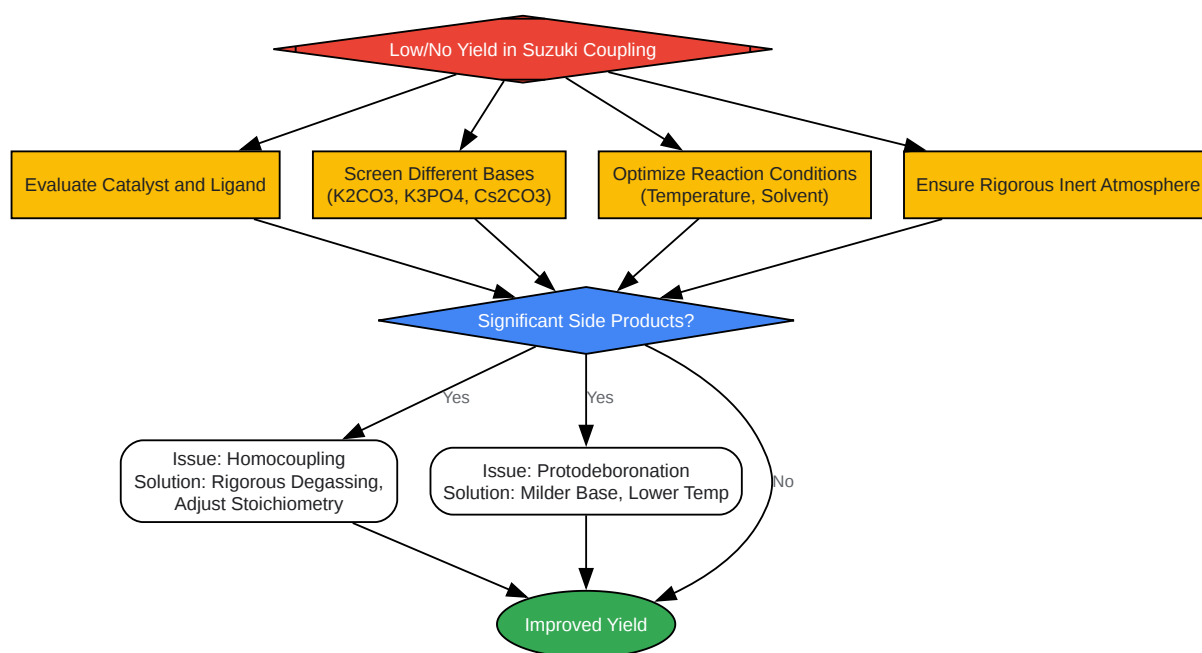 Low/No Yield in Suzuki Coupling
Evaluate Catalyst and Ligand
Screen Different Bases
(K2CO3, K3PO4, Cs2CO3)
Optimize Reaction Conditions
(Temperature, Solvent)
Ensure Rigorous Inert Atmosphere
Significant Side Products?
Yes
Yes
No
Issue: Homocoupling
Solution: Rigorous Degassing,
Adjust Stoichiometry
Issue: Protodeboronation
Solution: Milder Base, Lower Temp
Improved Yield